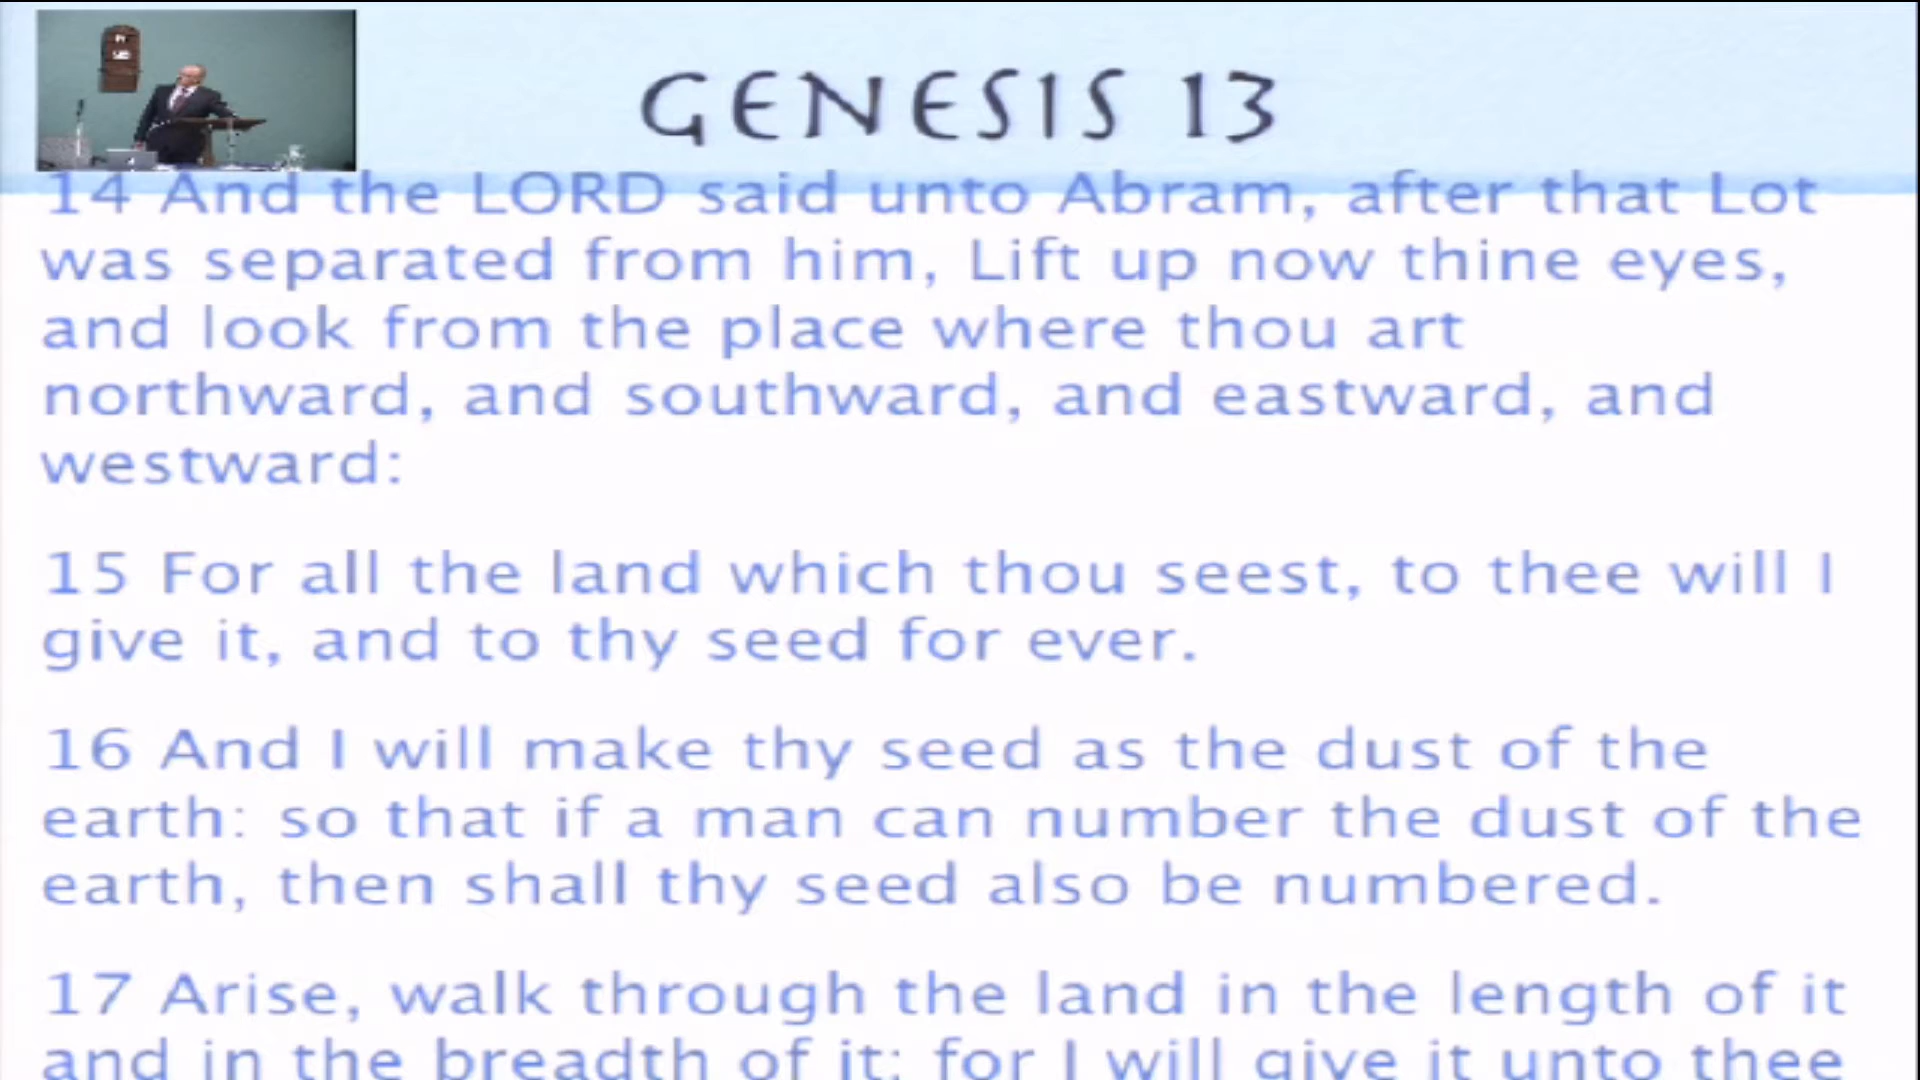 GENESIS 13
14 And the LORD said unto Abram, after that Lot
was separated from him, Lift up now thine eyes,
and look from the place where thou art
northward, and southward, and eastward, and
westward:
15 For all the land which thou seest, to thee will I
give it, and to thy seed for ever.
16 And I will make thy seed as the dust of the
earth: so that if a man can number the dust of the
earth, then shall thy seed also be numbered.
17 Arise, walk through the land in the length of it
and in the breadth of it; for I will give it unto thee